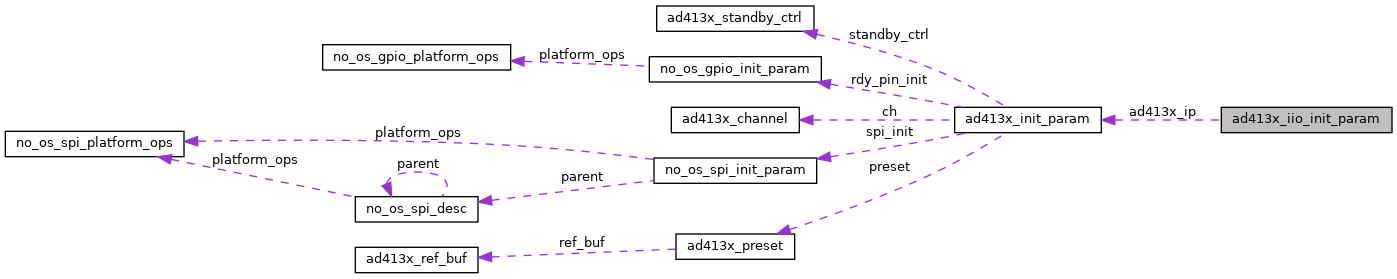 ad413x_standby_ctrl
standby_ctrl
no_os_gpio_platform_ops
platform_ops
no_os_gpio_init_param
rdy_pin_init
ad413x_channel
ch
ad413x_init_param
ad413x_ip
ad413x_iio_init_param
no_os_spi_platform_ops
platform_ops
spi_init
platform_ops
parent
parent
no_os_spi_init_param
preset
no_os_spi_desc
ad413x_ref_buf
ref_buf
ad413x_preset